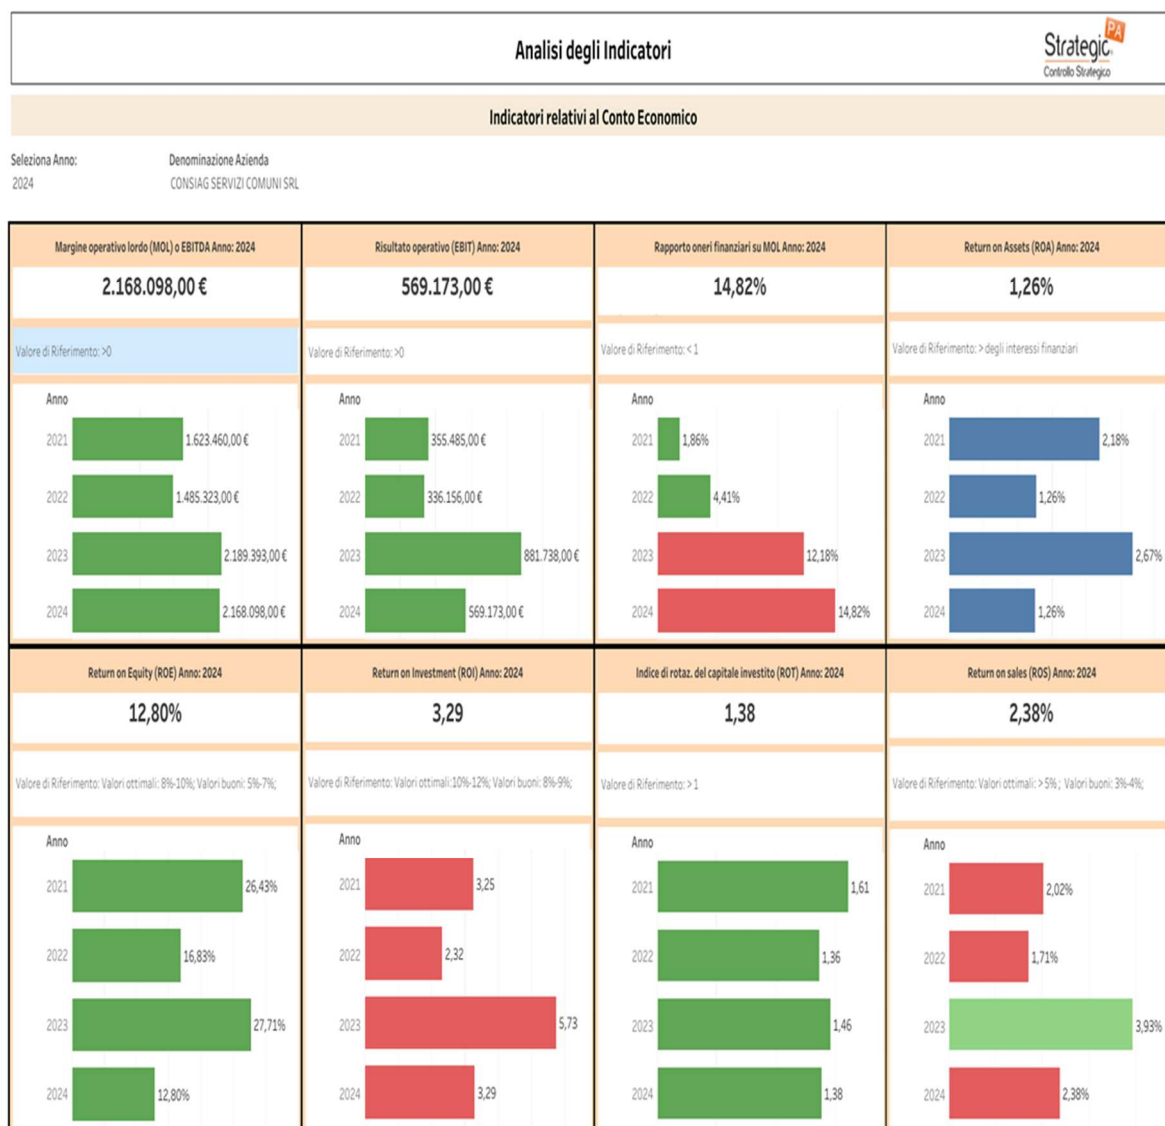 Analisi degli Indicatori
PA
Strategic
Controllo Strategico
Indicatori relativi al Conto Economico
Seleziona Anno:
Denominazione Azienda
2024
CONSIAG SERVIZI COMUNI SRL
Margine operativo lordo (MOL) o EBITDA Anno: 2024
2.168.098,00 €
Valore di Riferimento: >0
Anno
2021 1.623.460,00 €
2022 1.485.323,00 €
2023 2.189.393,00 €
2024 2.168.098,00 €
Risultato operativo (EBIT) Anno: 2024
569.173,00 €
Valore di Riferimento: >0
Anno
2021 355.485,00 €
2022 336.156,00 €
2023 881.738,00 €
2024 569.173,00 €
Rapporto oneri finanziari su MOL Anno: 2024
14,82%
Valore di Riferimento: < 1
Anno
2021 1,86%
2022 4,41%
2023 12,18%
2024 14,82%
Return on Assets (ROA) Anno: 2024
1,26%
Valore di Riferimento: > degli interessi finanziari
Anno
2021 2,18%
2022 1,26%
2023 2,67%
2024 1,26%
Return on Equity (ROE) Anno: 2024
12,80%
Valore di Riferimento: Valori ottimali: 8%-10%; Valori buoni: 5%-7%;
Anno
2021 26,43%
2022 16,83%
2023 27,71%
2024 12,80%
Return on Investment (ROI) Anno: 2024
3,29
Valore di Riferimento: Valori ottimali:10%-12%; Valori buoni: 8%-9%;
Anno
2021 3,25
2022 2,32
2023 5,73
2024 3,29
Indice di rotaz. del capitale investito (ROT) Anno: 2024
1,38
Valore di Riferimento: > 1
Anno
2021 1,61
2022 1,36
2023 1,46
2024 1,38
Return on sales (ROS) Anno: 2024
2,38%
Valore di Riferimento: Valori ottimali: > 5% ; Valori buoni: 3%-4%;
Anno
2021 2,02%
2022 1,71%
2023 3,93%
2024 2,38%